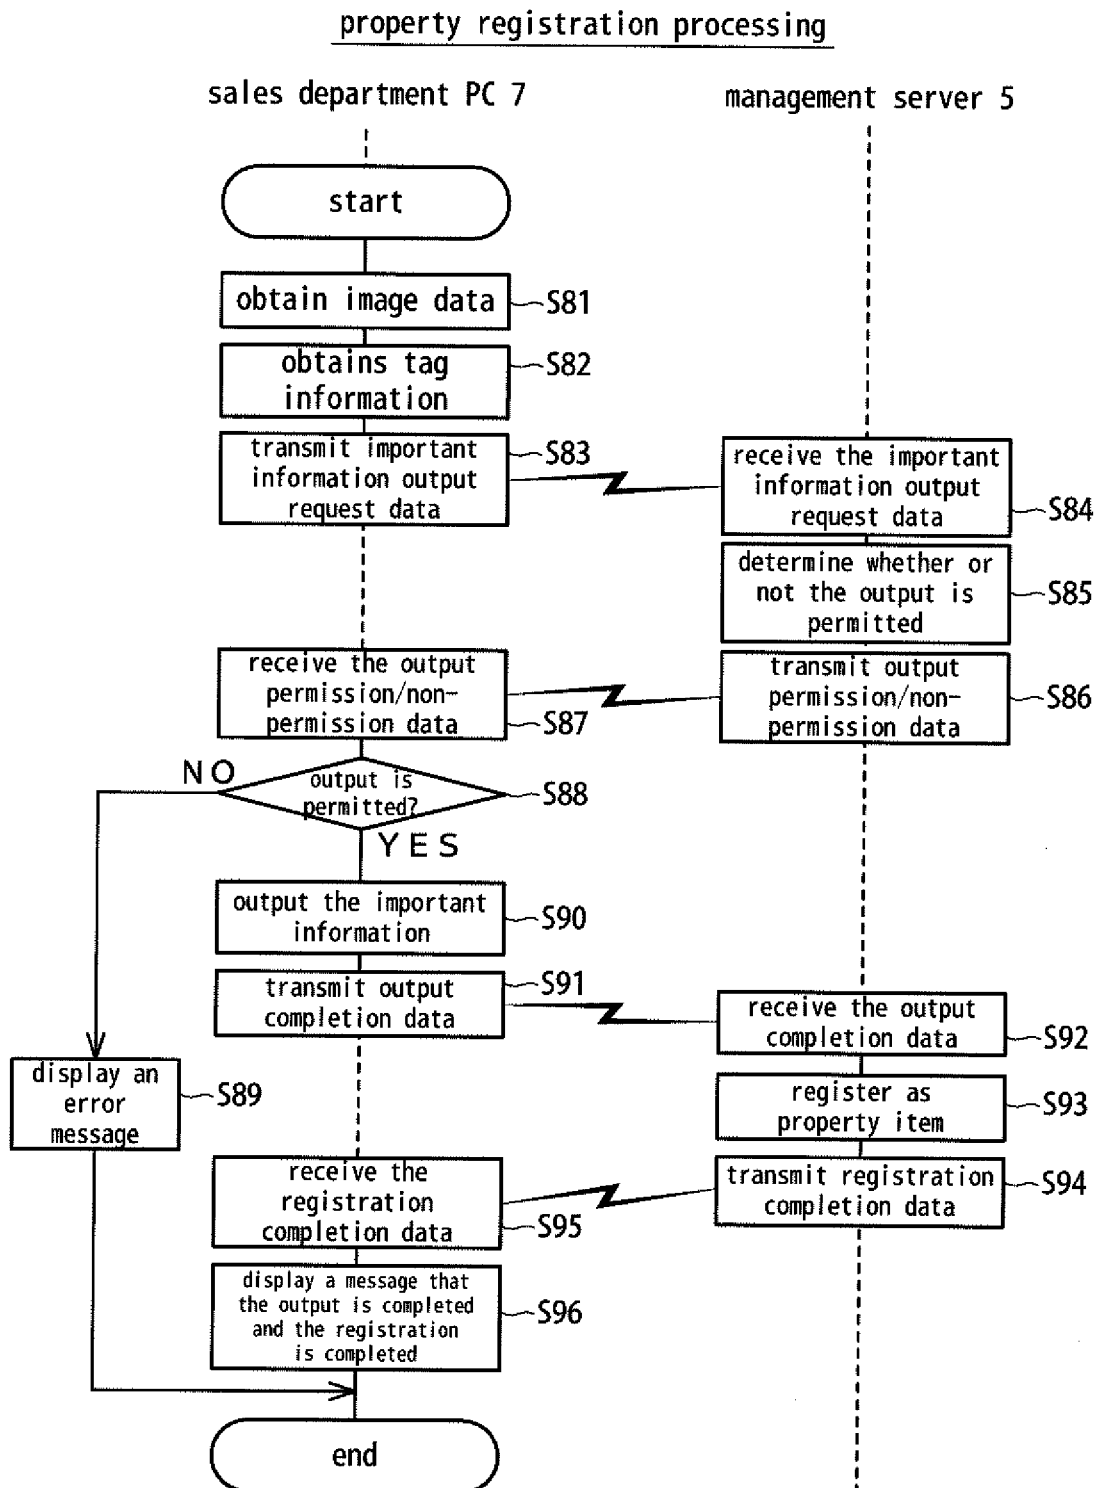 property registration processing
sales department PC 7
management server 5
start
obtain image data
S81
obtains tag
information
S82
transmit important
information output
request data
S83
receive the important
information output
request data
S84
determine whether or
not the output is
permitted
S85
transmit output
permission/non-
permission data
S86
receive the output
permission/non-
permission data
S87
NO
output is
permitted?
S88
YES
output the important
information
S90
transmit output
completion data
S91
receive the output
completion data
S92
display an
error
message
S89
register as
property item
S93
transmit registration
completion data
S94
receive the
registration
completion data
S95
display a message that
the output is completed
and the registration
is completed
S96
end